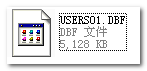 USERS01.DBF
DBF 文件
5,128 KB